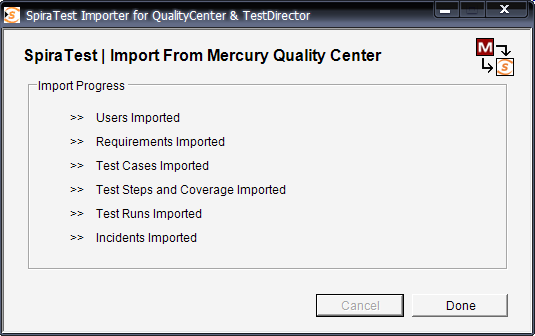 SpiraTest Importer for QualityCenter & TestDirector
SpiraTest | Import From Mercury Quality Center
M
S
Import Progress
>> Users Imported
>> Requirements Imported
>> Test Cases Imported
>> Test Steps and Coverage Imported
>> Test Runs Imported
>> Incidents Imported
Cancel
Done